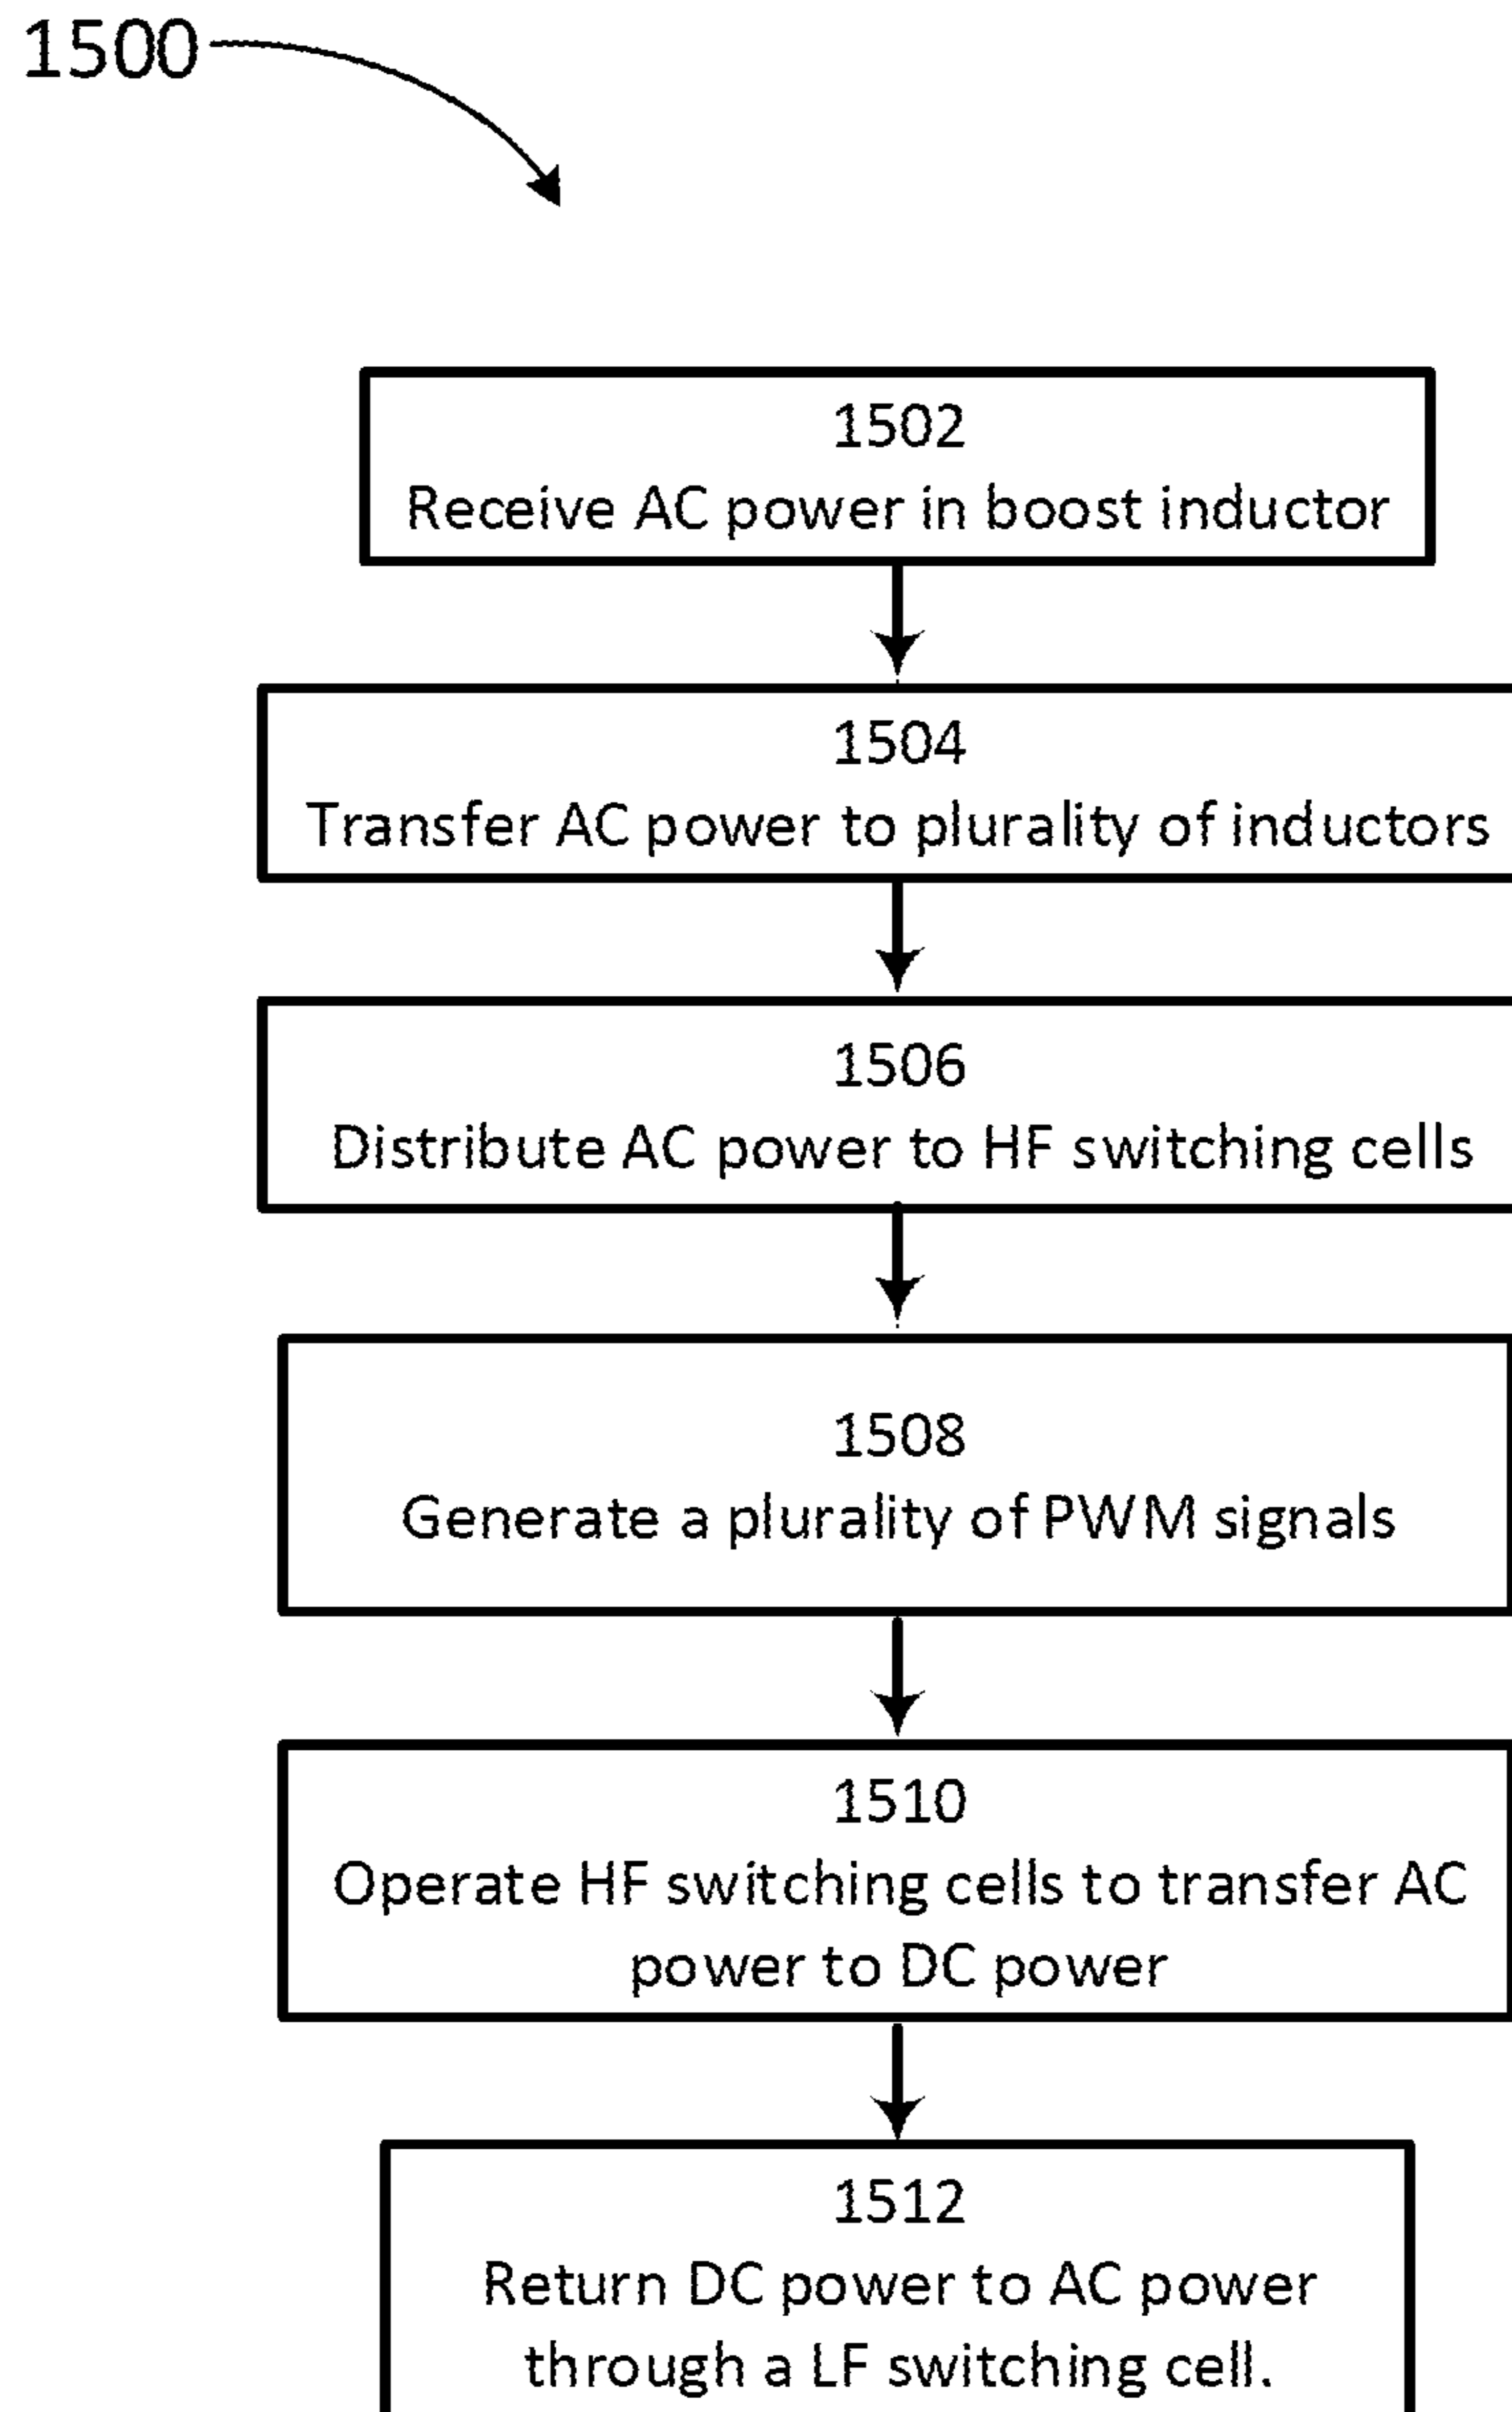 1500
1502
Receive AC power in boost inductor
1504
Transfer AC power to plurality of inductors
1506
Distribute AC power to HF switching cells
1508
Generate a plurality of PWM signals
1510
Operate HF switching cells to transfer AC
power to DC power
1512
Return DC power to AC power
through a LF switching cell.